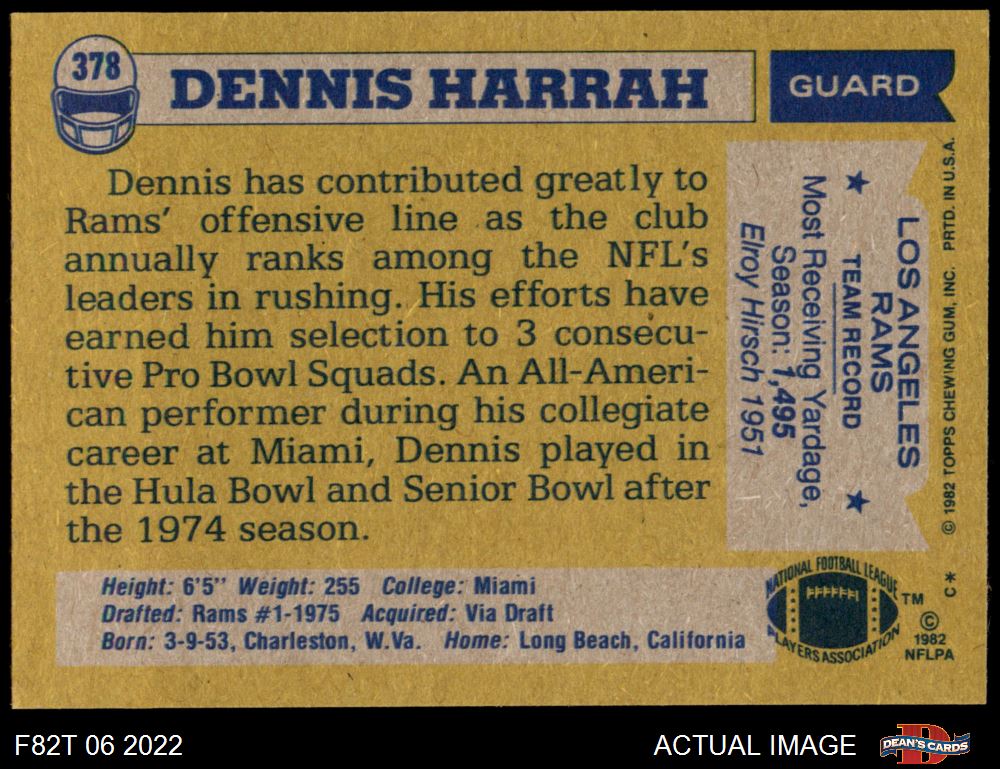 378
DENNIS HARRAH
GUARD
Dennis has contributed greatly to
Rams' offensive line as the club
annually ranks among the NFL's
leaders in rushing. His efforts have
earned him selection to 3 consecu-
tive Pro Bowl Squads. An All-Ameri-
can performer during his collegiate
career at Miami, Dennis played in
the Hula Bowl and Senior Bowl after
the 1974 season.
LOS ANGELES
RAMS
★ TEAM RECORD ★
Most Receiving Yardage,
Season: 1,495
Elroy Hirsch 1951
© 1982 TOPPS CHEWING GUM, INC. PRTD. IN U.S.A.
Height: 6'5" Weight: 255 College: Miami
Drafted: Rams #1-1975 Acquired: Via Draft
Born: 3-9-53, Charleston, W.Va. Home: Long Beach, California
NATIONAL FOOTBALL LEAGUE
PLAYERS ASSOCIATION
TM
C*
©
1982
NFLPA
F82T 06 2022
ACTUAL IMAGE
D
DEAN'S CARDS